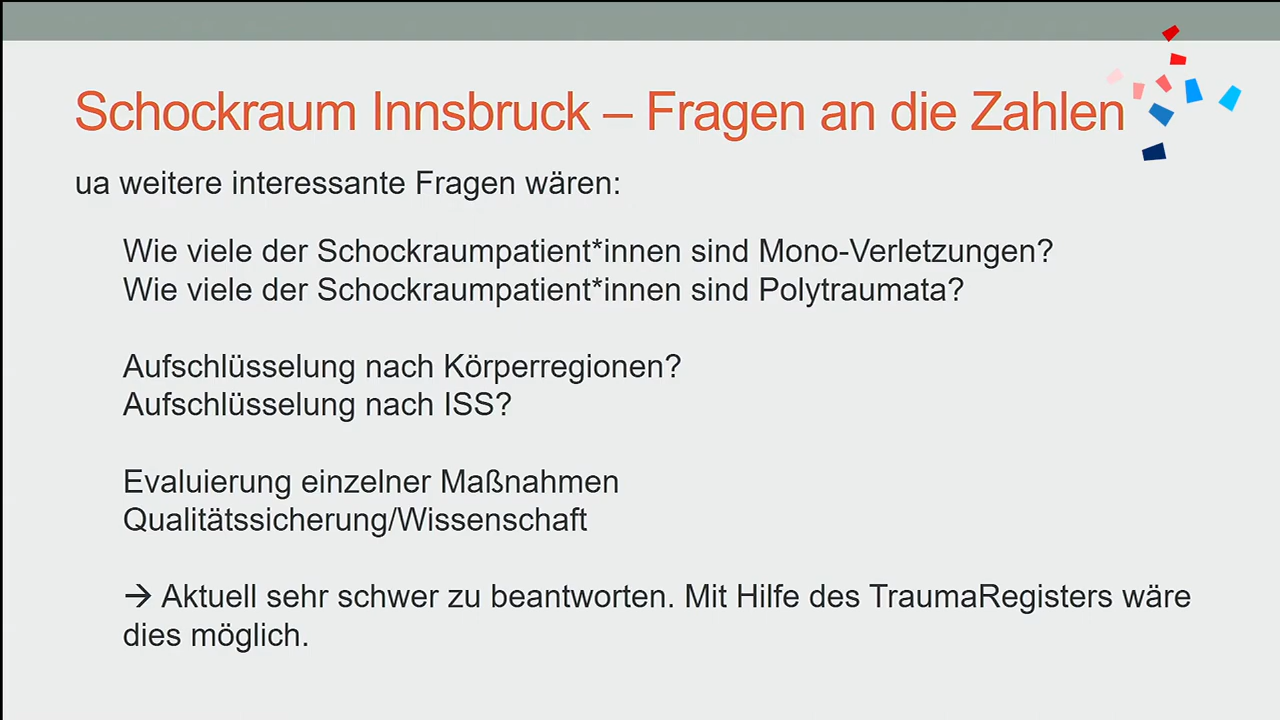 Schockraum Innsbruck – Fragen an die Zahlen
ua weitere interessante Fragen wären:
Wie viele der Schockraumpatient*innen sind Mono-Verletzungen?
Wie viele der Schockraumpatient*innen sind Polytraumata?
Aufschlüsselung nach Körperregionen?
Aufschlüsselung nach ISS?
Evaluierung einzelner Maßnahmen
Qualitätssicherung/Wissenschaft
→ Aktuell sehr schwer zu beantworten. Mit Hilfe des TraumaRegisters wäre
dies möglich.